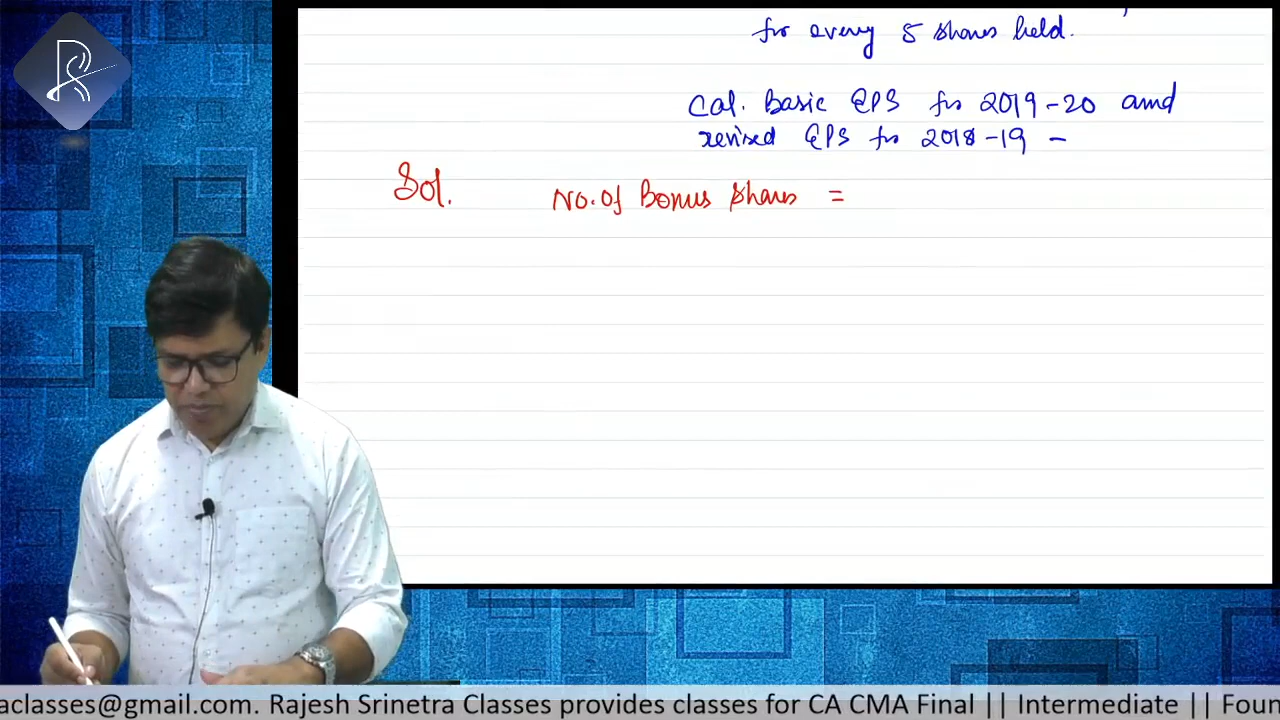 for every 5 shares held.
Cal. Basic EPS for 2019-20 and
revised EPS for 2018-19 -
Sol. No. of Bonus shares =
RS
aclasses@gmail.com. Rajesh Srinetra Classes provides classes for CA CMA Final || Intermediate || Foun